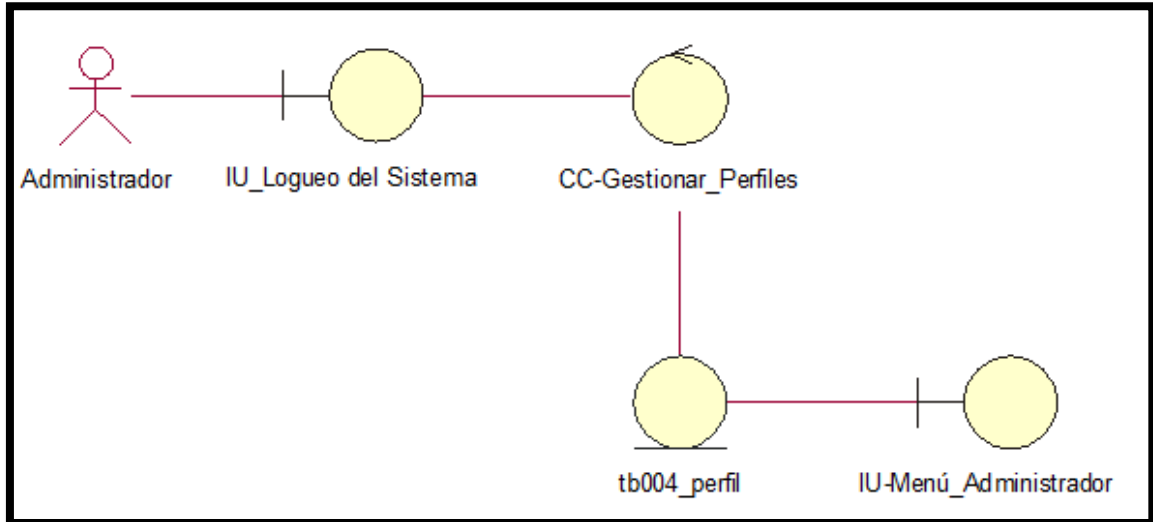 Administrador
IU_Logueo del Sistema
CC-Gestionar_Perfiles
tb004_perfil
IU-Menú_Administrador